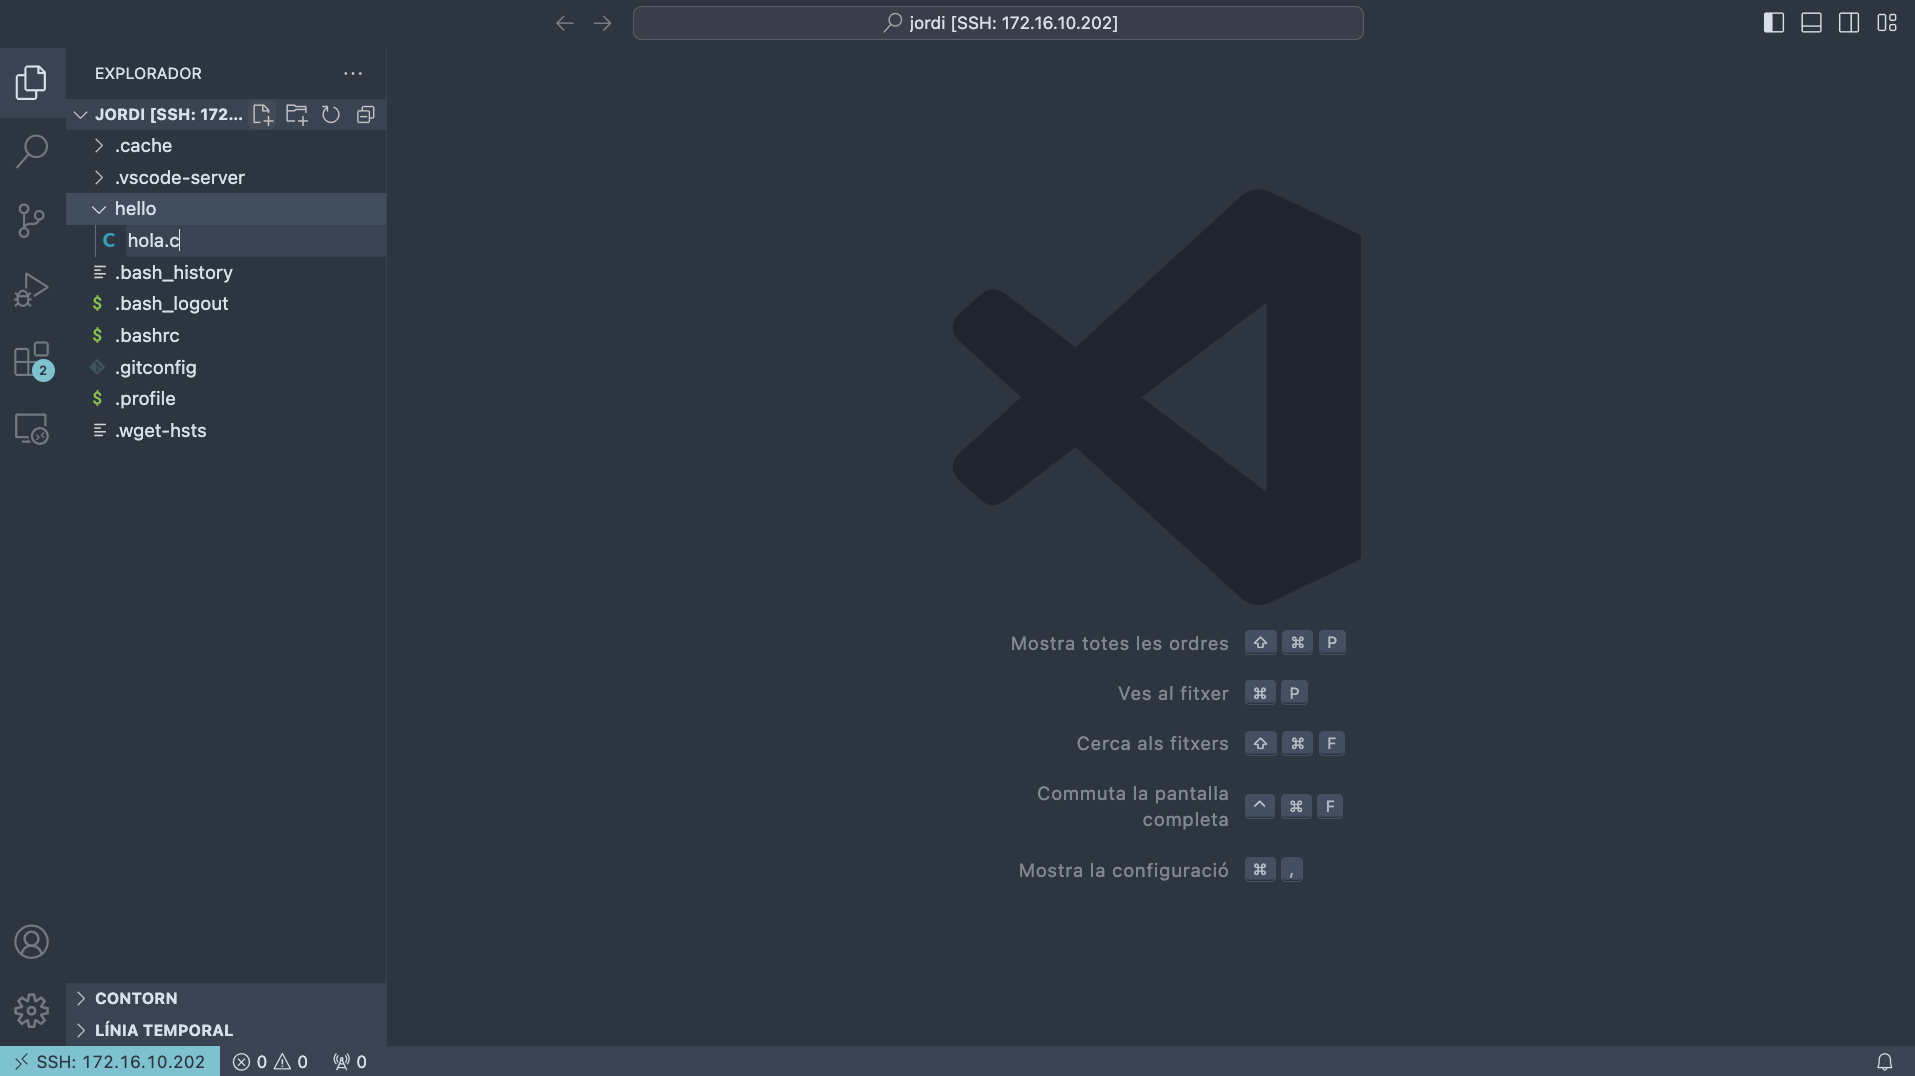 jordi [SSH: 172.16.10.202]
EXPLORADOR
JORDI [SSH: 172...
.cache
.vscode-server
hello
C hola.c
.bash_history
$ .bash_logout
$ .bashrc
.gitconfig
$ .profile
.wget-hsts
2
Mostra totes les ordres ⇧ ⌘ P
Ves al fitxer ⌘ P
Cerca als fitxers ⇧ ⌘ F
Commuta la pantalla
completa ^ ⌘ F
Mostra la configuració ⌘ ,
CONTORN
LÍNIA TEMPORAL
SSH: 172.16.10.202 0 0 0